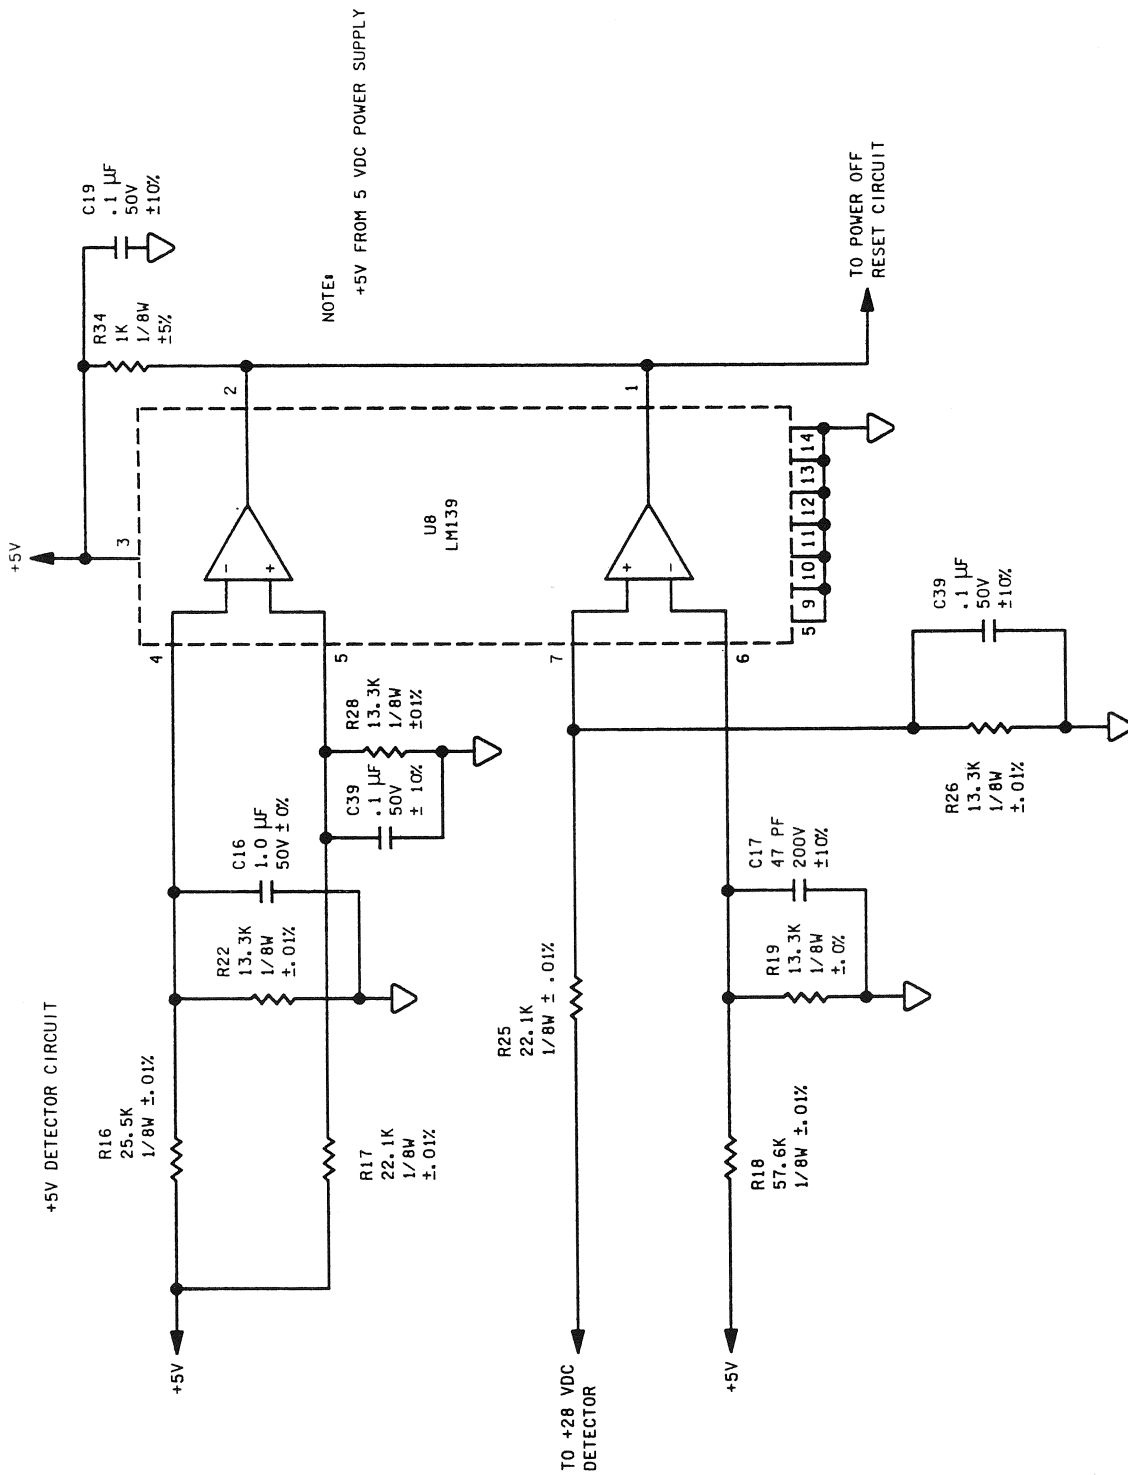 +5V DETECTOR CIRCUIT
+5V
R16
25.5K
1/8W ±.01%
R17
22.1K
1/8W
±.01%
R22
13.3K
1/8W
±.01%
C16
1.0 µF
50V ± 0%
C39
.1 µF
50V
± 10%
R28
13.3K
1/8W
±01%
4
5
-
+
+5V
3
2
R34
1K
1/8W
±5%
C19
.1 µF
50V
±10%
NOTE:
+5V FROM 5 VDC POWER SUPPLY
U8
LM139
TO +28 VDC
DETECTOR
R25
22.1K
1/8W ± .01%
7
6
+
-
1
TO POWER OFF
RESET CIRCUIT
+5V
R18
57.6K
1/8W ±.01%
R19
13.3K
1/8W
±.0%
C17
47 PF
200V
±10%
5 9 10 11 12 13 14
R26
13.3K
1/8W
±.01%
C39
.1 µF
50V
±10%